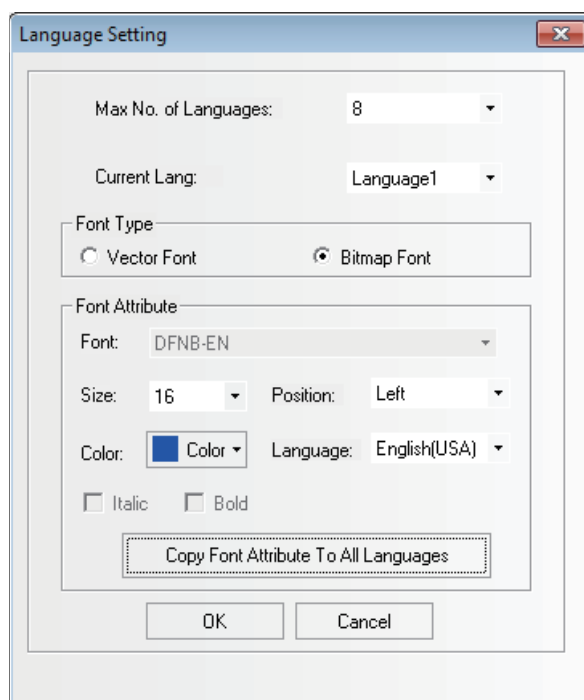 Language Setting
Max No. of Languages: 8
Current Lang: Language1
Font Type
Vector Font Bitmap Font
Font Attribute
Font: DFNB-EN
Size: 16 Position: Left
Color: Color Language: English(USA)
Italic Bold
Copy Font Attribute To All Languages
OK Cancel